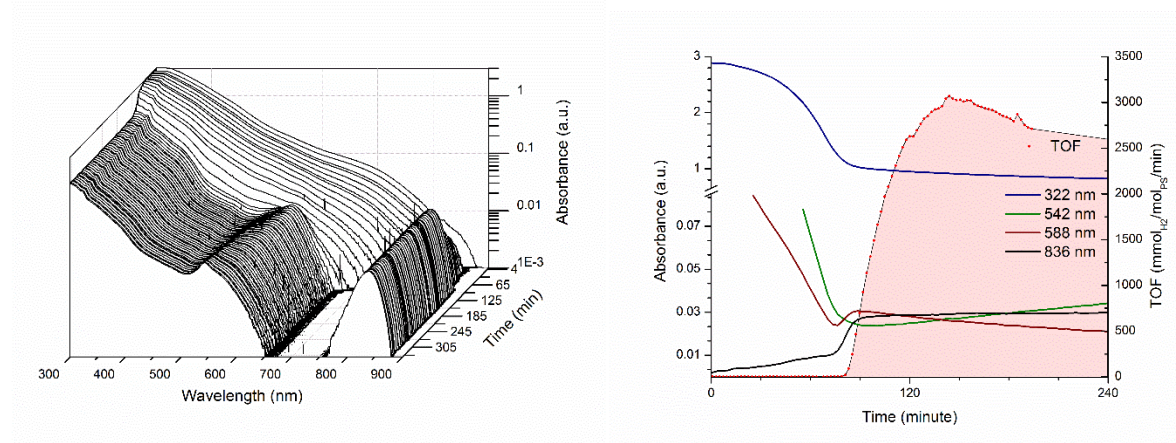 1
0.1
0.01
1E-3
Absorbance (a.u.)
4
65
125
185
245
305
Time (min)
300 400 500 600 700 800 900
Wavelength (nm)
3
2
1
0.07
0.05
0.03
0.01
Absorbance (a.u.)
3500
3000
2500
2000
1500
1000
500
0
TOF (mmol_H2/mol_PS/min)
TOF
322 nm
542 nm
588 nm
836 nm
0 120 240
Time (minute)